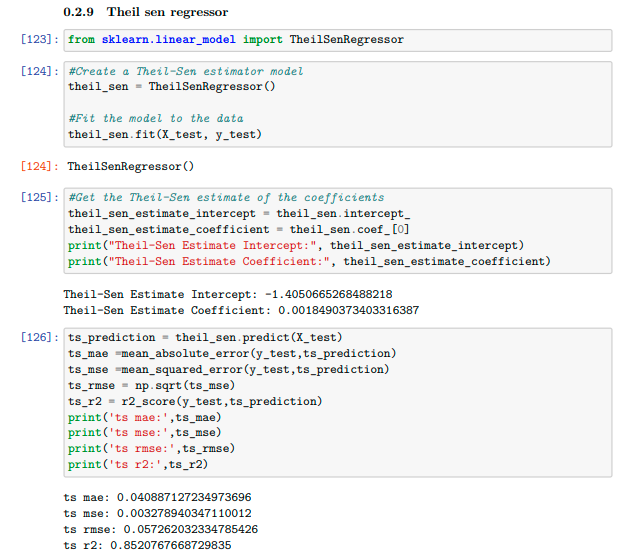 0.2.9 Theil sen regressor
[123]: from sklearn.linear_model import TheilSenRegressor
[124]: #Create a Theil-Sen estimator model
theil_sen = TheilSenRegressor()
#Fit the model to the data
theil_sen.fit(X_test, y_test)
[124]: TheilSenRegressor()
[125]: #Get the Theil-Sen estimate of the coefficients
theil_sen_estimate_intercept = theil_sen.intercept_
theil_sen_estimate_coefficient = theil_sen.coef_[0]
print("Theil-Sen Estimate Intercept:", theil_sen_estimate_intercept)
print("Theil-Sen Estimate Coefficient:", theil_sen_estimate_coefficient)
Theil-Sen Estimate Intercept: -1.4050665268488218
Theil-Sen Estimate Coefficient: 0.0018490373403316387
[126]: ts_prediction = theil_sen.predict(X_test)
ts_mae =mean_absolute_error(y_test,ts_prediction)
ts_mse =mean_squared_error(y_test,ts_prediction)
ts_rmse = np.sqrt(ts_mse)
ts_r2 = r2_score(y_test,ts_prediction)
print('ts mae:',ts_mae)
print('ts mse:',ts_mse)
print('ts rmse:',ts_rmse)
print('ts r2:',ts_r2)
ts mae: 0.040887127234973696
ts mse: 0.003278940347110012
ts rmse: 0.057262032334785426
ts r2: 0.8520767668729835